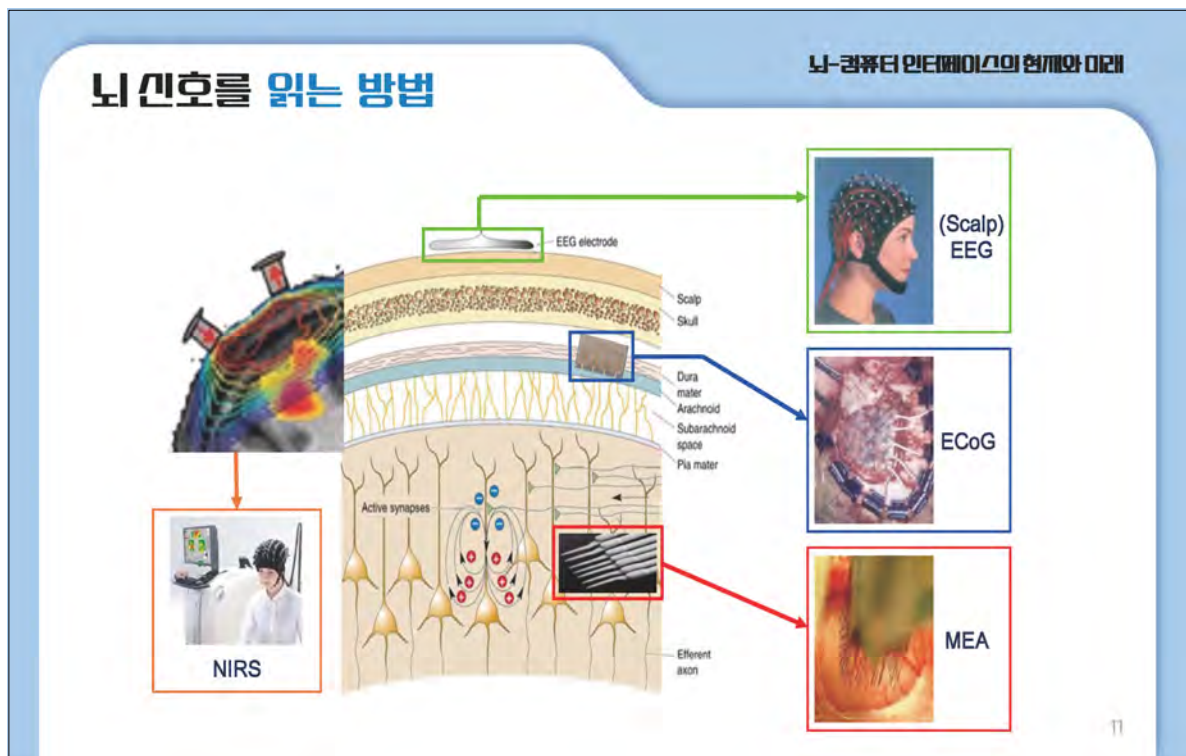 뇌 신호를 읽는 방법
뇌-컴퓨터 인터페이스의 현재와 미래
EEG electrode
Scalp
Skull
Dura
mater
Arachnoid
Subarachnoid
space
Pia mater
Active synapses
Efferent
axon
(Scalp)
EEG
ECoG
MEA
NIRS
11